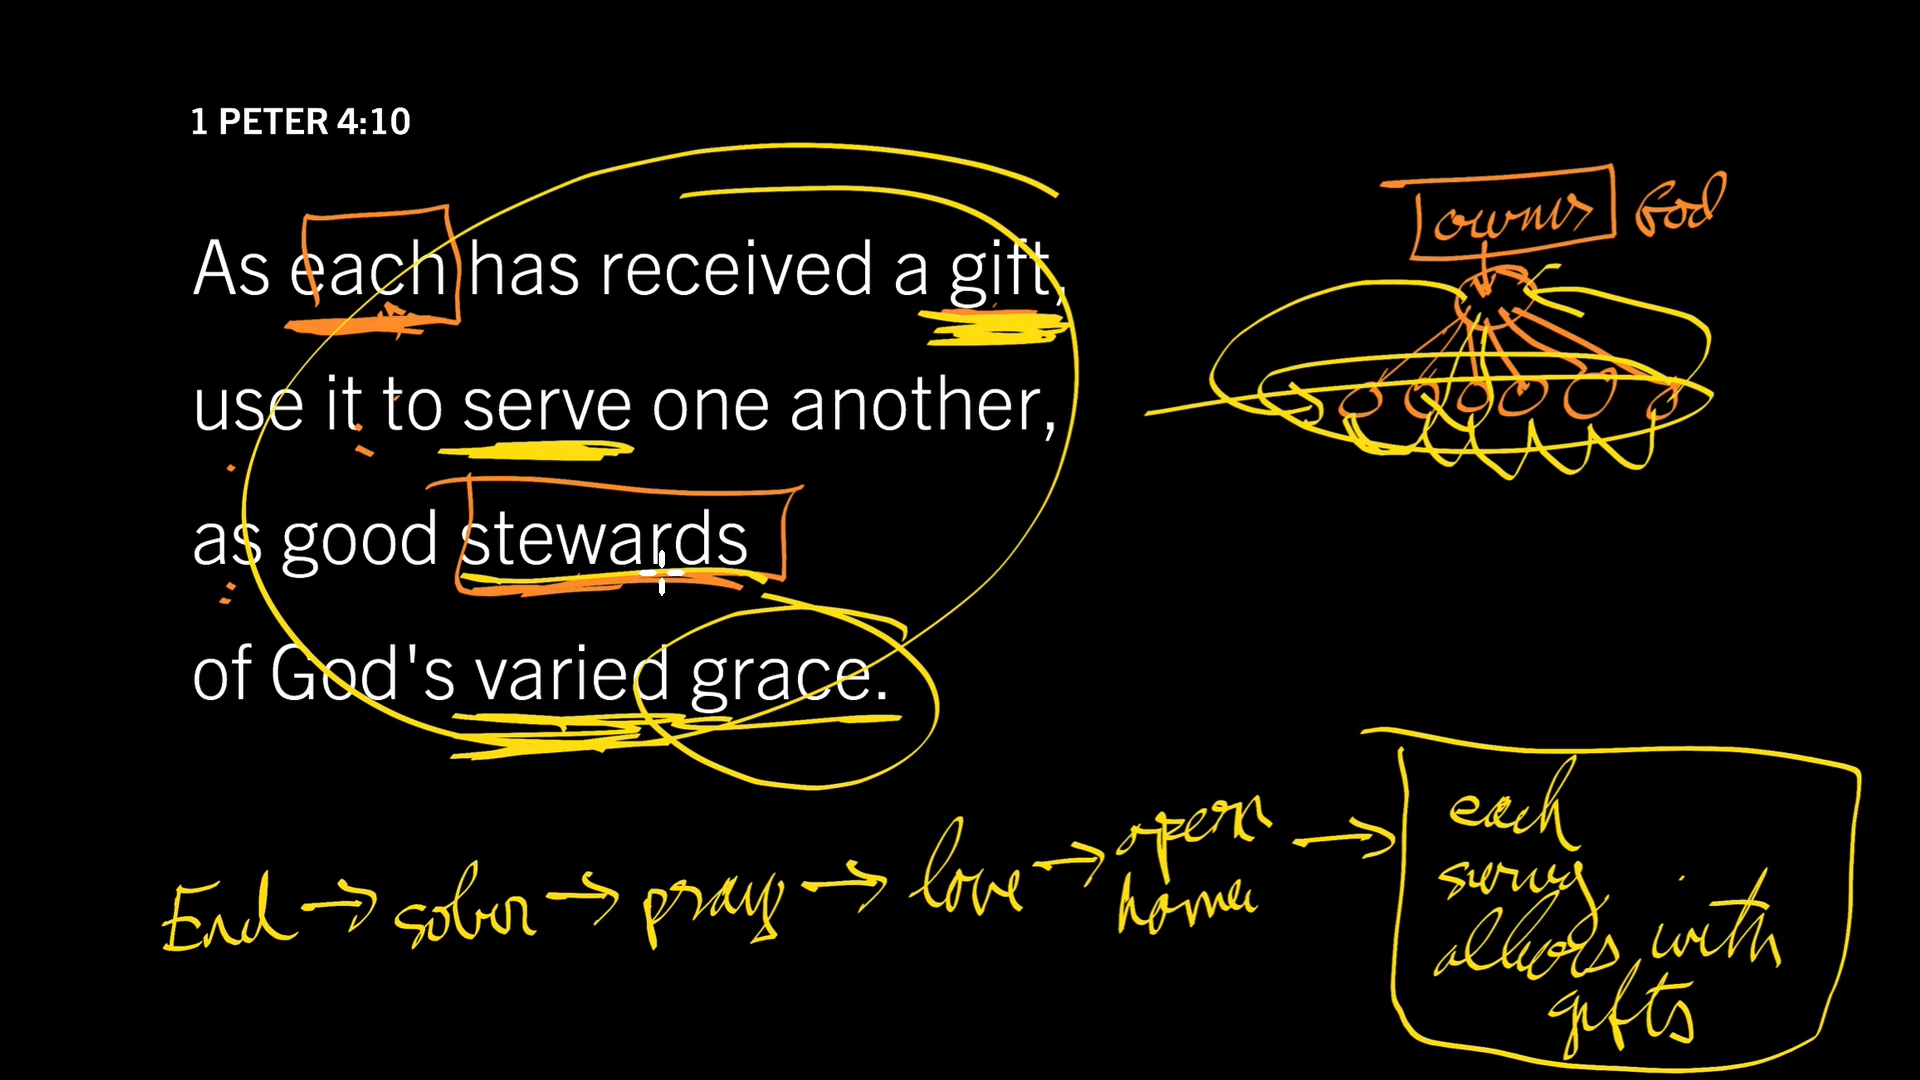 1 PETER 4:10
As each has received a gift,
use it to serve one another,
as good stewards
of God's varied grace.
owner God
End → sober → pray → love → open home →
each
serving
others with
gifts